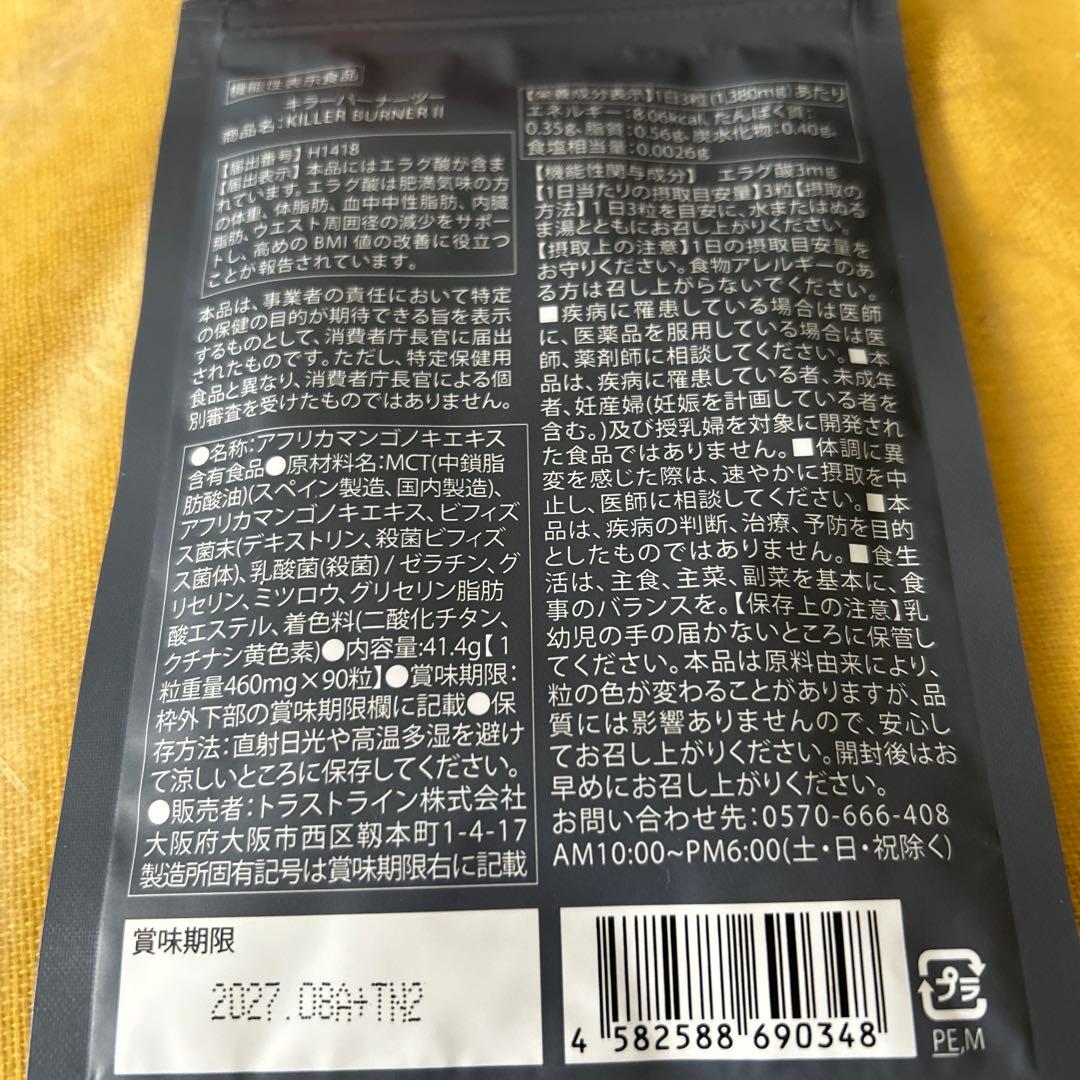 機能性表示食品
キラーバーナーツー
商品名:KILLER BURNER II
【届出番号】H1418
【届出表示】本品にはエラグ酸が含ま
れています。エラグ酸は肥満気味の方
の体重、体脂肪、血中中性脂肪、内臓
脂肪、ウエスト周囲径の減少をサポー
トし、高めのBMI値の改善に役立つ
ことが報告されています。
本品は、事業者の責任において特定
の保健の目的が期待できる旨を表示
するものとして、消費者庁長官に届出
されたものです。ただし、特定保健用
食品と異なり、消費者庁長官による個
別審査を受けたものではありません。
●名称:アフリカマンゴノキエキス
含有食品●原材料名:MCT(中鎖脂
肪酸油)(スペイン製造、国内製造)、
アフリカマンゴノキエキス、ビフィズ
ス菌末(デキストリン、殺菌ビフィズ
ス菌体)、乳酸菌(殺菌) / ゼラチン、グ
リセリン、ミツロウ、グリセリン脂肪
酸エステル、着色料(二酸化チタン、
クチナシ黄色素)●内容量:41.4g【1
粒重量460mg×90粒】●賞味期限:
枠外下部の賞味期限欄に記載●保
存方法:直射日光や高温多湿を避け
て涼しいところに保存してください。
●販売者:トラストライン株式会社
大阪府大阪市西区靱本町1-4-17
製造所固有記号は賞味期限右に記載
【栄養成分表示】1日3粒(1,380mg)あたり
エネルギー:8.06kcal、たんぱく質:
0.35g、脂質:0.56g、炭水化物:0.40g、
食塩相当量:0.0026g
【機能性関与成分】 エラグ酸3mg
【1日当たりの摂取目安量】3粒【摂取の
方法】1日3粒を目安に、水またはぬる
ま湯とともにお召し上がりください。
【摂取上の注意】1日の摂取目安量を
お守りください。食物アレルギーのあ
る方は召し上がらないでください。
■疾病に罹患している場合は医師
に、医薬品を服用している場合は医
師、薬剤師に相談してください。■本
品は、疾病に罹患している者、未成年
者、妊産婦(妊娠を計画している者を
含む。)及び授乳婦を対象に開発され
た食品ではありません。■体調に異
変を感じた際は、速やかに摂取を中
止し、医師に相談してください。■本
品は、疾病の判断、治療、予防を目的
としたものではありません。■食生
活は、主食、主菜、副菜を基本に、食
事のバランスを。【保存上の注意】乳
幼児の手の届かないところに保管し
てください。本品は原料由来により、
粒の色が変わることがありますが、品
質には影響ありませんので、安心し
てお召し上がりください。開封後はお
早めにお召し上がりください。
お問い合わせ先:0570-666-408
AM10:00~PM6:00(土・日・祝除く)
賞味期限
2027.08A+TN2
4 582588 690348
プラ
PE,M